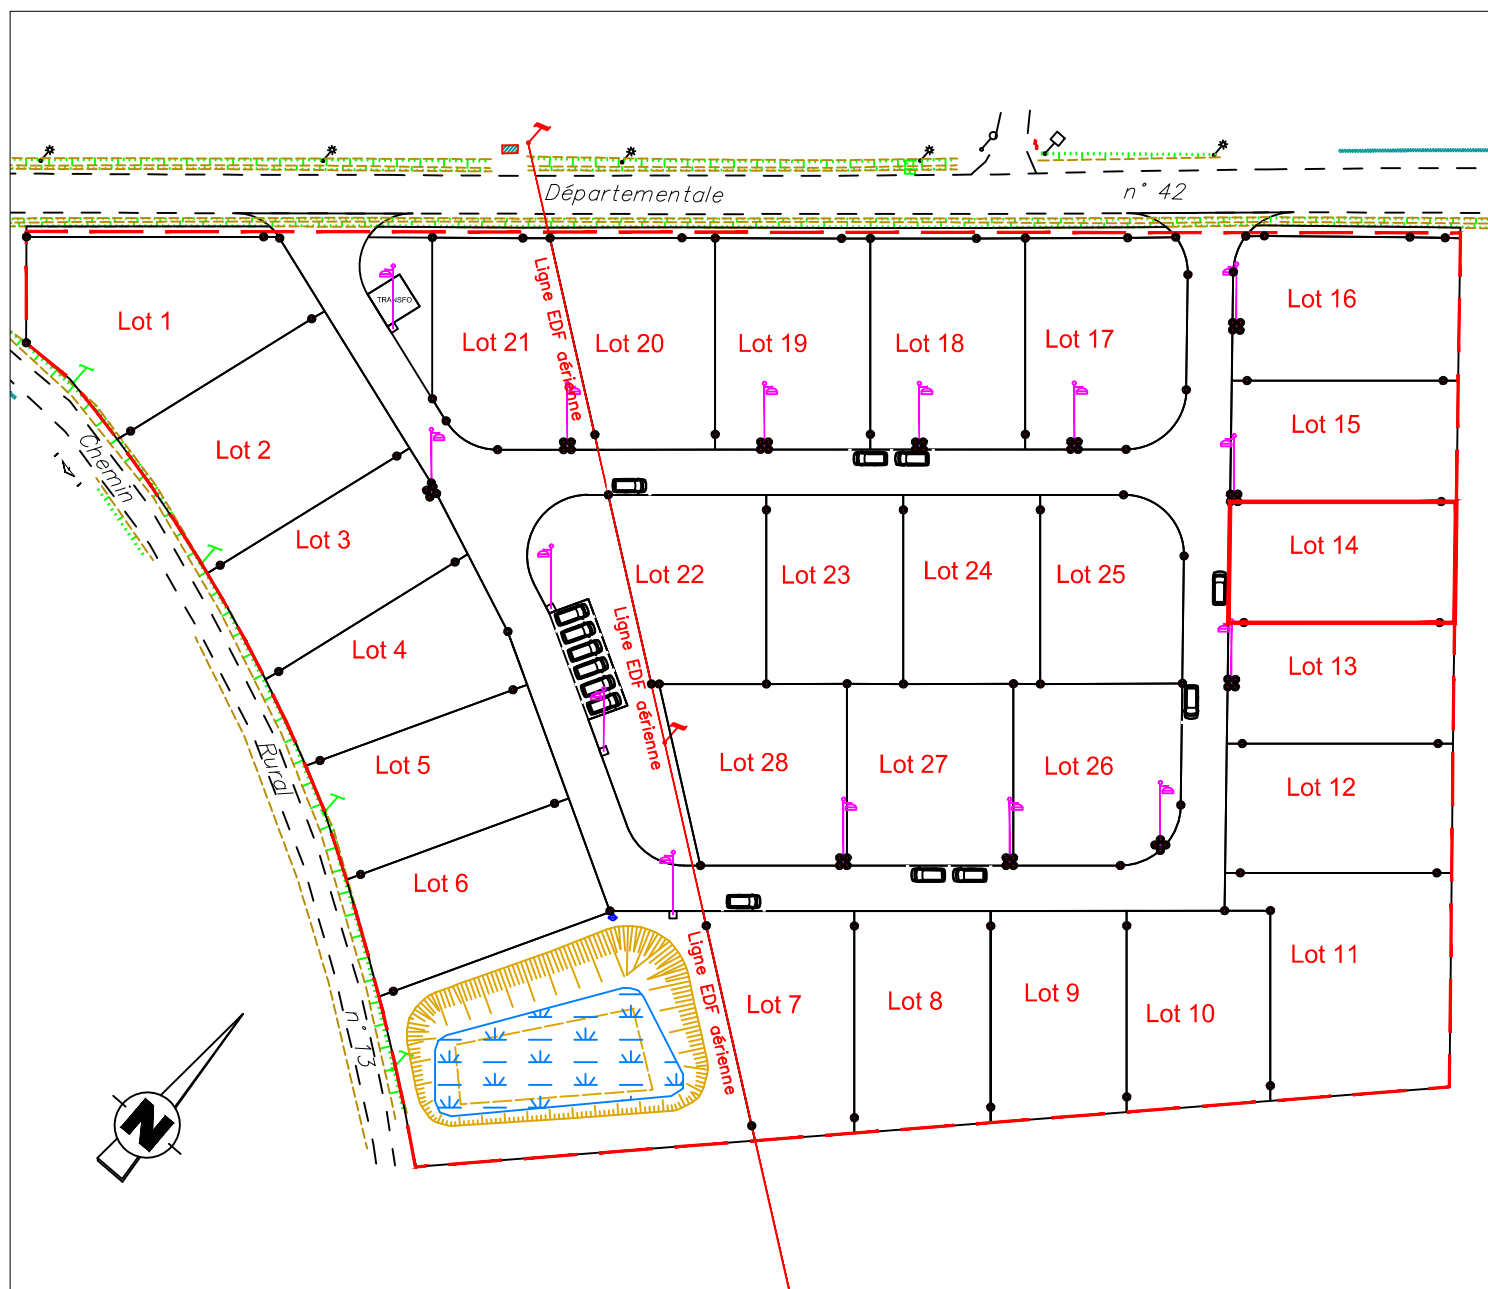 Départementale
n° 42
Ligne EDF aérienne
TRANSFO
Lot 1
Lot 21
Lot 20
Lot 19
Lot 18
Lot 17
Lot 16
Lot 15
Lot 2
Chemin
Lot 3
Lot 14
Lot 22
Lot 23
Lot 24
Lot 25
Lot 4
Ligne EDF aérienne
Lot 13
Rural
Lot 5
Lot 28
Lot 27
Lot 26
Lot 12
Lot 6
Ligne EDF aérienne
Lot 11
Lot 7
Lot 8
Lot 9
Lot 10
n° 13
N